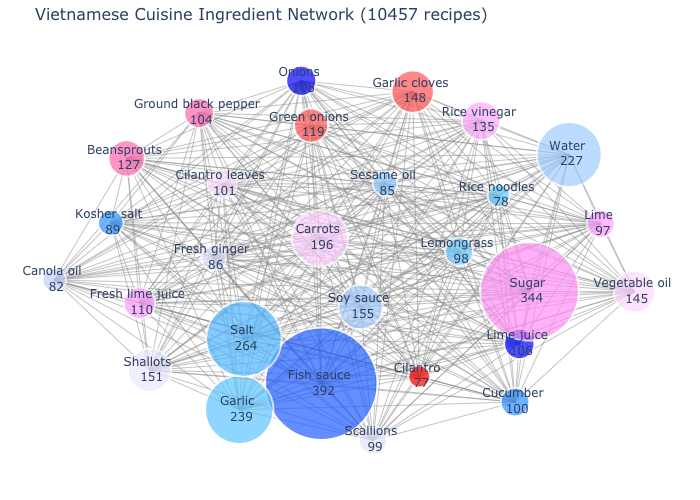 Vietnamese Cuisine Ingredient Network (10457 recipes)
Onions
105
Garlic cloves
148
Ground black pepper
104
Green onions
119
Rice vinegar
135
Beansprouts
127
Water
227
Cilantro leaves
101
Sesame oil
85
Rice noodles
78
Kosher salt
89
Carrots
196
Lime
97
Fresh ginger
86
Lemongrass
98
Canola oil
82
Fresh lime juice
110
Soy sauce
155
Sugar
344
Vegetable oil
145
Salt
264
Lime juice
106
Shallots
151
Fish sauce
392
Cilantro
77
Garlic
239
Cucumber
100
Scallions
99